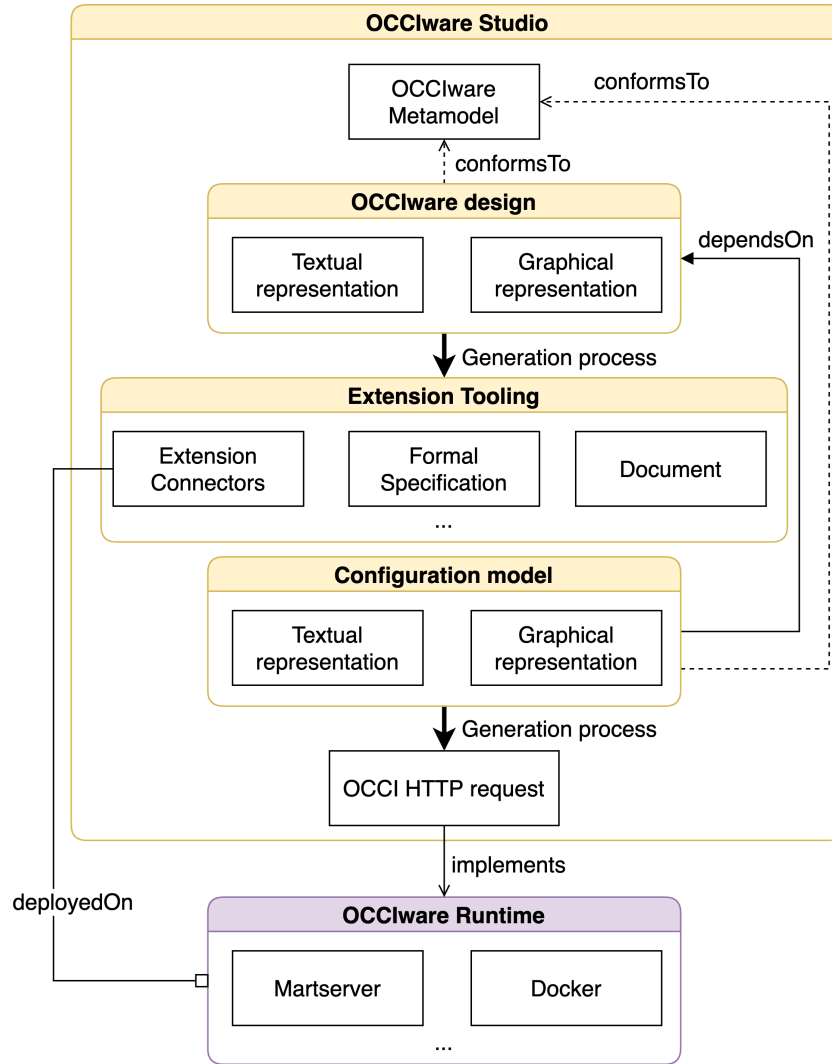 OCCIware Studio
OCCIware
Metamodel
conformsTo
conformsTo
OCCIware design
Textual
representation
Graphical
representation
dependsOn
Generation process
Extension Tooling
Extension
Connectors
Formal
Specification
Document
...
Configuration model
Textual
representation
Graphical
representation
Generation process
OCCI HTTP request
implements
deployedOn
OCCIware Runtime
Martserver
Docker
...